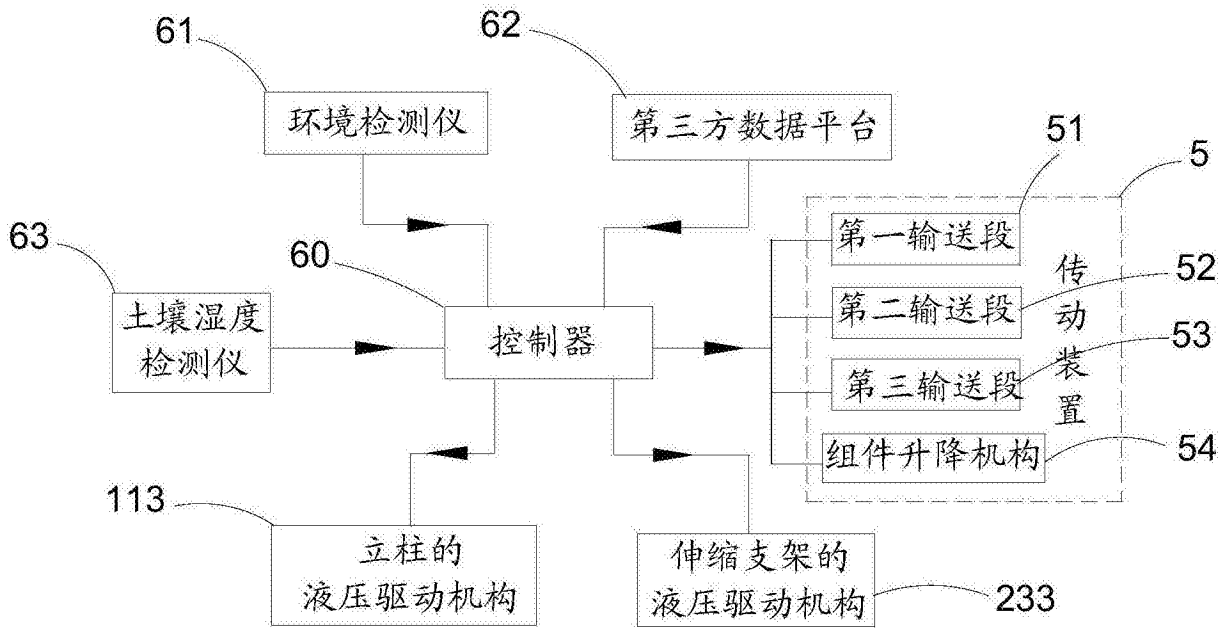 61
62
环境检测仪
第三方数据平台
51
5
第一输送段
63
60
传动装置
52
第二输送段
土壤湿度
检测仪
控制器
53
第三输送段
组件升降机构
54
113
立柱的
液压驱动机构
伸缩支架的
液压驱动机构
233